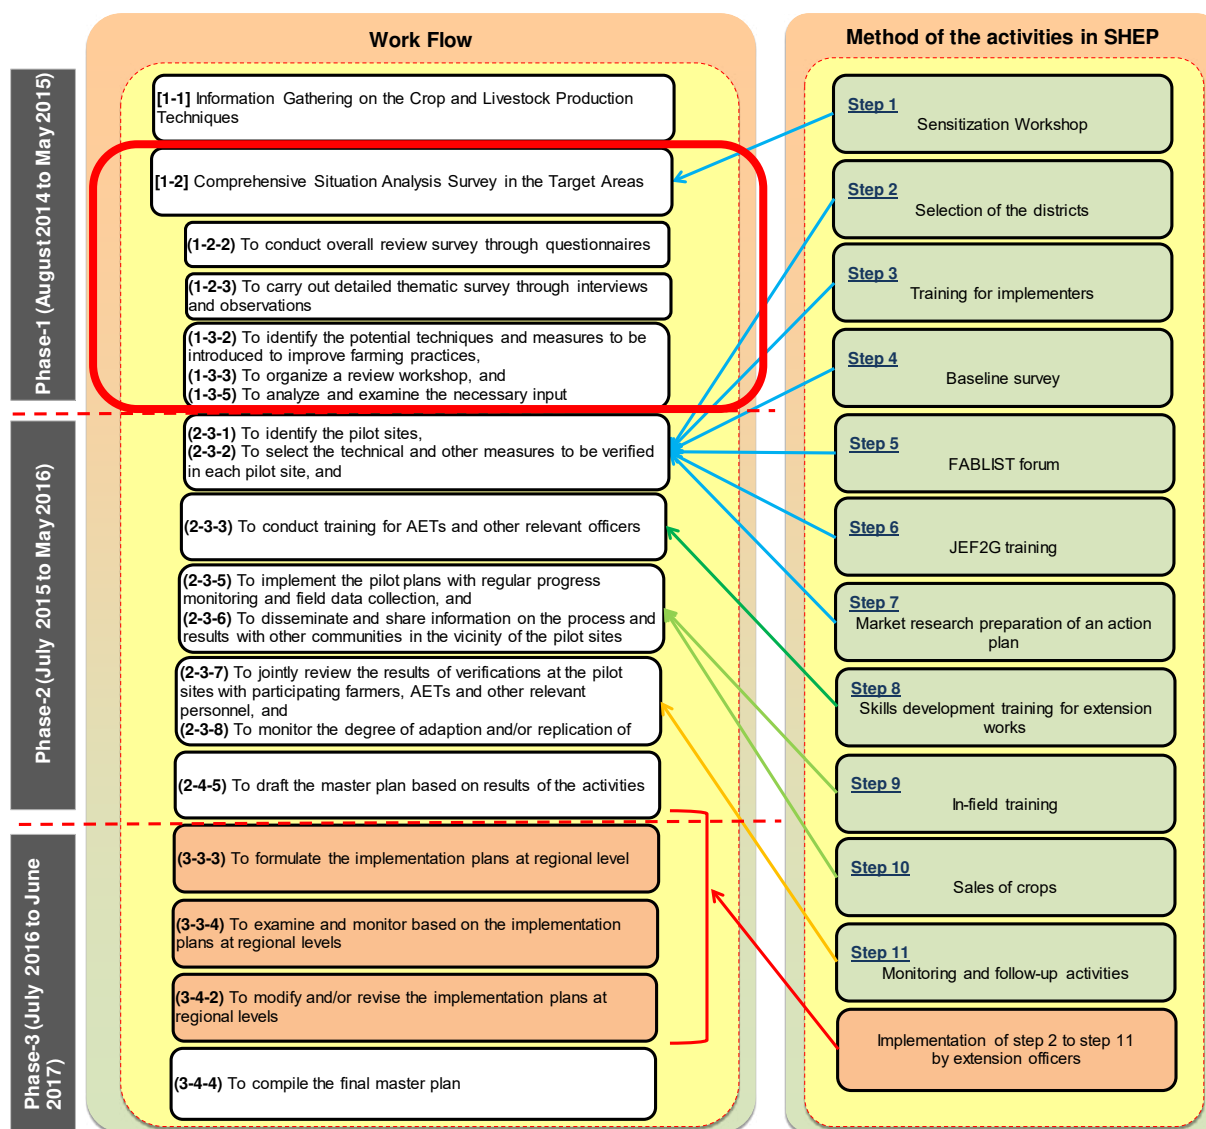 Work Flow
Phase-1 (August 2014 to May 2015)
[1-1] Information Gathering on the Crop and Livestock Production
Techniques
[1-2] Comprehensive Situation Analysis Survey in the Target Areas
(1-2-2) To conduct overall review survey through questionnaires
(1-2-3) To carry out detailed thematic survey through interviews
and observations
(1-3-2) To identify the potential techniques and measures to be
introduced to improve farming practices,
(1-3-3) To organize a review workshop, and
(1-3-5) To analyze and examine the necessary input
Phase-2 (July 2015 to May 2016)
(2-3-1) To identify the pilot sites,
(2-3-2) To select the technical and other measures to be verified
in each pilot site, and
(2-3-3) To conduct training for AETs and other relevant officers
(2-3-5) To implement the pilot plans with regular progress
monitoring and field data collection, and
(2-3-6) To disseminate and share information on the process and
results with other communities in the vicinity of the pilot sites
(2-3-7) To jointly review the results of verifications at the pilot
sites with participating farmers, AETs and other relevant
personnel, and
(2-3-8) To monitor the degree of adaption and/or replication of
(2-4-5) To draft the master plan based on results of the activities
Phase-3 (July 2016 to June
2017)
(3-3-3) To formulate the implementation plans at regional level
(3-3-4) To examine and monitor based on the implementation
plans at regional levels
(3-4-2) To modify and/or revise the implementation plans at
regional levels
(3-4-4) To compile the final master plan
Method of the activities in SHEP
Step 1
Sensitization Workshop
Step 2
Selection of the districts
Step 3
Training for implementers
Step 4
Baseline survey
Step 5
FABLIST forum
Step 6
JEF2G training
Step 7
Market research preparation of an action
plan
Step 8
Skills development training for extension
works
Step 9
In-field training
Step 10
Sales of crops
Step 11
Monitoring and follow-up activities
Implementation of step 2 to step 11
by extension officers